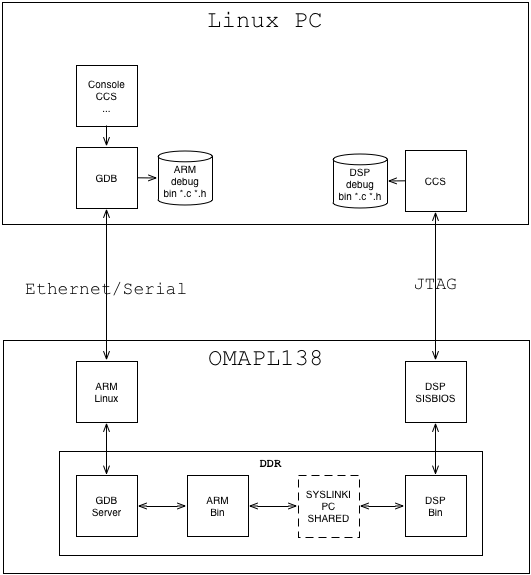 Linux PC
Console
CCS
...
GDB
ARM
debug
bin *.c *.h
DSP
debug
bin *.c *.h
CCS
Ethernet/Serial
JTAG
OMAPL138
ARM
Linux
DSP
SISBIOS
DDR
GDB
Server
ARM
Bin
SYSLINKI
PC
SHARED
DSP
Bin